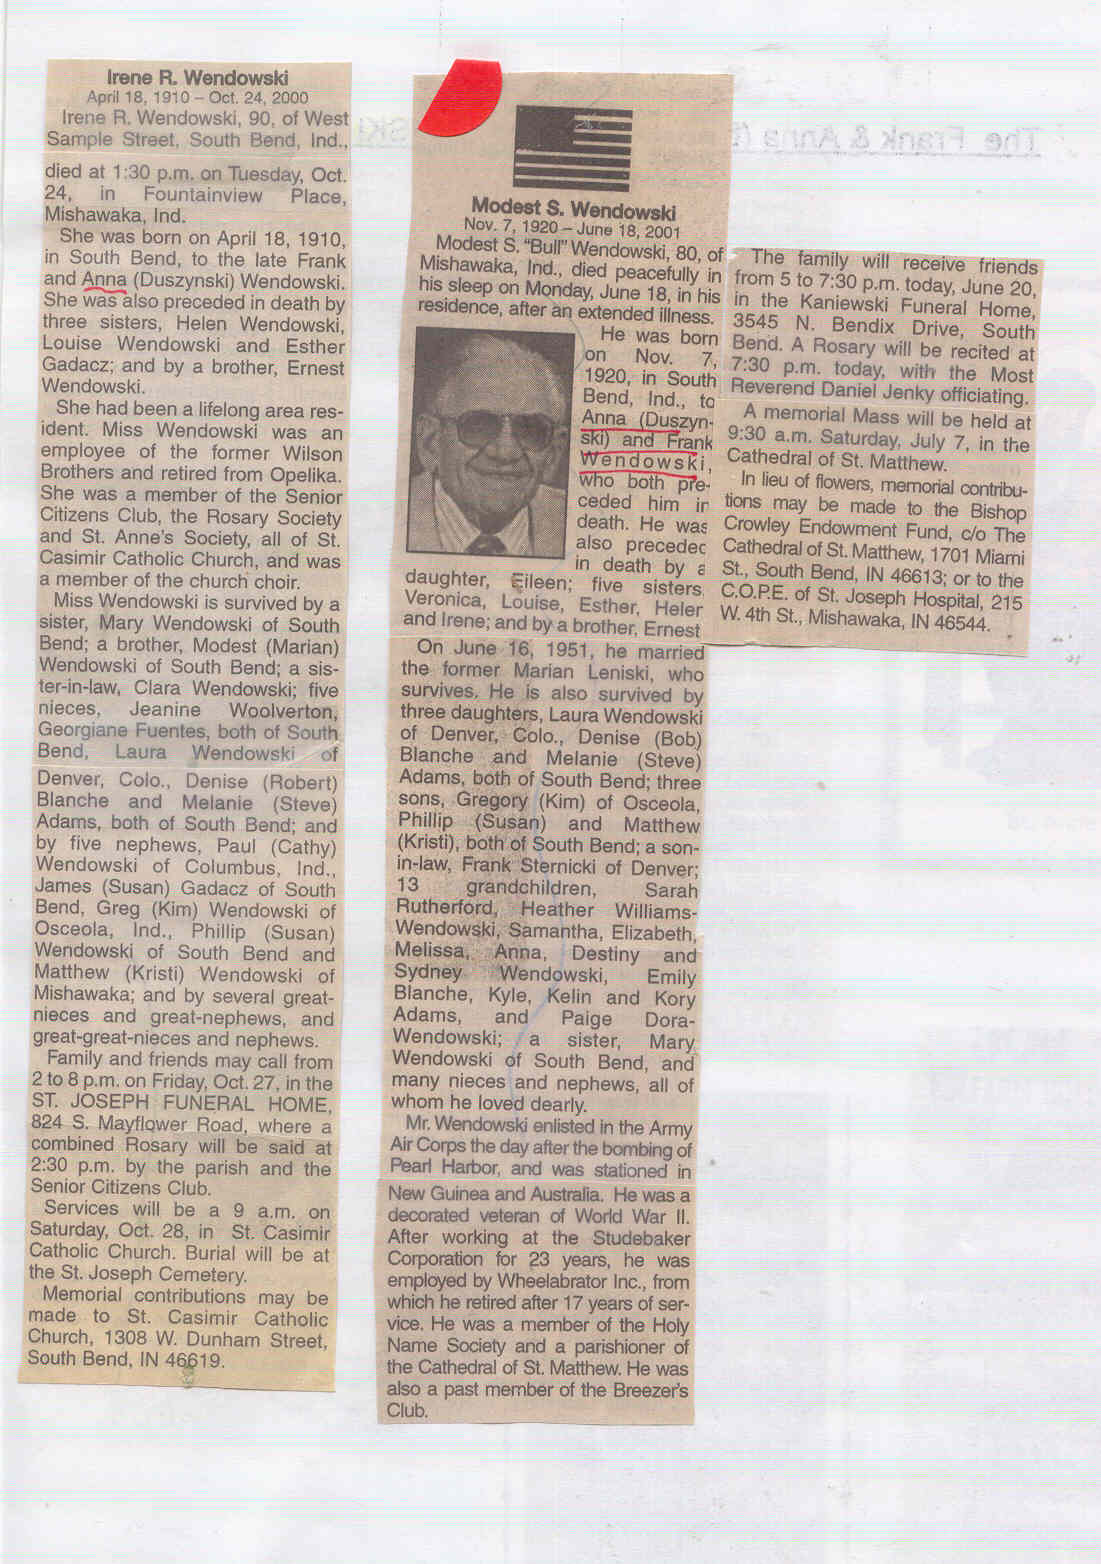 Irene R. Wendowski
April 18, 1910 – Oct. 24, 2000
Irene R. Wendowski, 90, of West
Sample Street, South Bend, Ind.,
died at 1:30 p.m. on Tuesday, Oct.
24, in Fountainview Place,
Mishawaka, Ind.
She was born on April 18, 1910,
in South Bend, to the late Frank
and Anna (Duszynski) Wendowski.
She was also preceded in death by
three sisters, Helen Wendowski,
Louise Wendowski and Esther
Gadacz; and by a brother, Ernest
Wendowski.
She had been a lifelong area res-
ident. Miss Wendowski was an
employee of the former Wilson
Brothers and retired from Opelika.
She was a member of the Senior
Citizens Club, the Rosary Society
and St. Anne's Society, all of St.
Casimir Catholic Church, and was
a member of the church choir.
Miss Wendowski is survived by a
sister, Mary Wendowski of South
Bend; a brother, Modest (Marian)
Wendowski of South Bend; a sis-
ter-in-law, Clara Wendowski; five
nieces, Jeanine Woolverton,
Georgiane Fuentes, both of South
Bend, Laura Wendowski of
Denver, Colo., Denise (Robert)
Blanche and Melanie (Steve)
Adams, both of South Bend; and
by five nephews, Paul (Cathy)
Wendowski of Columbus, Ind.,
James (Susan) Gadacz of South
Bend, Greg (Kim) Wendowski of
Osceola, Ind., Phillip (Susan)
Wendowski of South Bend and
Matthew (Kristi) Wendowski of
Mishawaka; and by several great-
nieces and great-nephews, and
great-great-nieces and nephews.
Family and friends may call from
2 to 8 p.m. on Friday, Oct. 27, in the
ST. JOSEPH FUNERAL HOME,
824 S. Mayflower Road, where a
combined Rosary will be said at
2:30 p.m. by the parish and the
Senior Citizens Club.
Services will be a 9 a.m. on
Saturday, Oct. 28, in St. Casimir
Catholic Church. Burial will be at
the St. Joseph Cemetery.
Memorial contributions may be
made to St. Casimir Catholic
Church, 1308 W. Dunham Street,
South Bend, IN 46619.
Modest S. Wendowski
Nov. 7, 1920 – June 18, 2001
Modest S. "Bull" Wendowski, 80, of
Mishawaka, Ind., died peacefully in
his sleep on Monday, June 18, in his
residence, after an extended illness.
He was born
on Nov. 7,
1920, in South
Bend, Ind., to
Anna (Duszyn-
ski) and Frank
Wendowski,
who both pre-
ceded him in
death. He was
also preceded
in death by a
daughter, Eileen; five sisters
Veronica, Louise, Esther, Helen
and Irene; and by a brother, Ernest
On June 16, 1951, he married
the former Marian Leniski, who
survives. He is also survived by
three daughters, Laura Wendowski
of Denver, Colo., Denise (Bob)
Blanche and Melanie (Steve)
Adams, both of South Bend; three
sons, Gregory (Kim) of Osceola,
Phillip (Susan) and Matthew
(Kristi), both of South Bend; a son-
in-law, Frank Sternicki of Denver;
13 grandchildren, Sarah
Rutherford, Heather Williams-
Wendowski, Samantha, Elizabeth,
Melissa, Anna, Destiny and
Sydney Wendowski, Emily
Blanche, Kyle, Kelin and Kory
Adams, and Paige Dora-
Wendowski; a sister, Mary
Wendowski of South Bend, and
many nieces and nephews, all of
whom he loved dearly.
Mr. Wendowski enlisted in the Army
Air Corps the day after the bombing of
Pearl Harbor, and was stationed in
New Guinea and Australia. He was a
decorated veteran of World War II.
After working at the Studebaker
Corporation for 23 years, he was
employed by Wheelabrator Inc., from
which he retired after 17 years of ser-
vice. He was a member of the Holy
Name Society and a parishioner of
the Cathedral of St. Matthew. He was
also a past member of the Breezer's
Club.
The family will receive friends
from 5 to 7:30 p.m. today, June 20,
in the Kaniewski Funeral Home,
3545 N. Bendix Drive, South
Bend. A Rosary will be recited at
7:30 p.m. today, with the Most
Reverend Daniel Jenky officiating.
A memorial Mass will be held at
9:30 a.m. Saturday, July 7, in the
Cathedral of St. Matthew.
In lieu of flowers, memorial contribu-
tions may be made to the Bishop
Crowley Endowment Fund, c/o The
Cathedral of St. Matthew, 1701 Miami
St., South Bend, IN 46613; or to the
C.O.P.E. of St. Joseph Hospital, 215
W. 4th St., Mishawaka, IN 46544.
The Frank & Anna